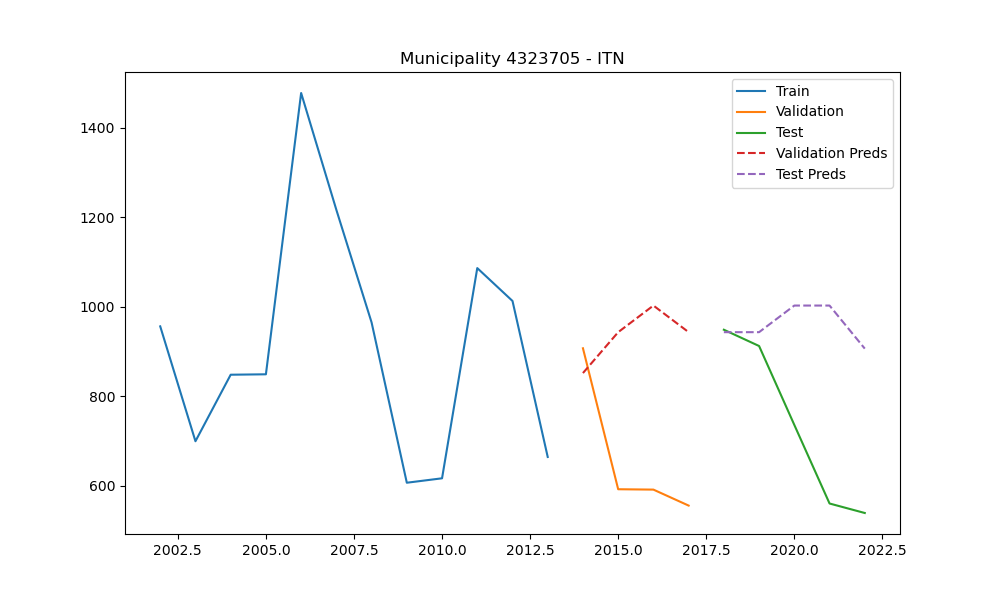 Municipality 4323705 - ITN
Train
Validation
Test
Validation Preds
Test Preds
1400
1200
1000
800
600
2002.5 2005.0 2007.5 2010.0 2012.5 2015.0 2017.5 2020.0 2022.5